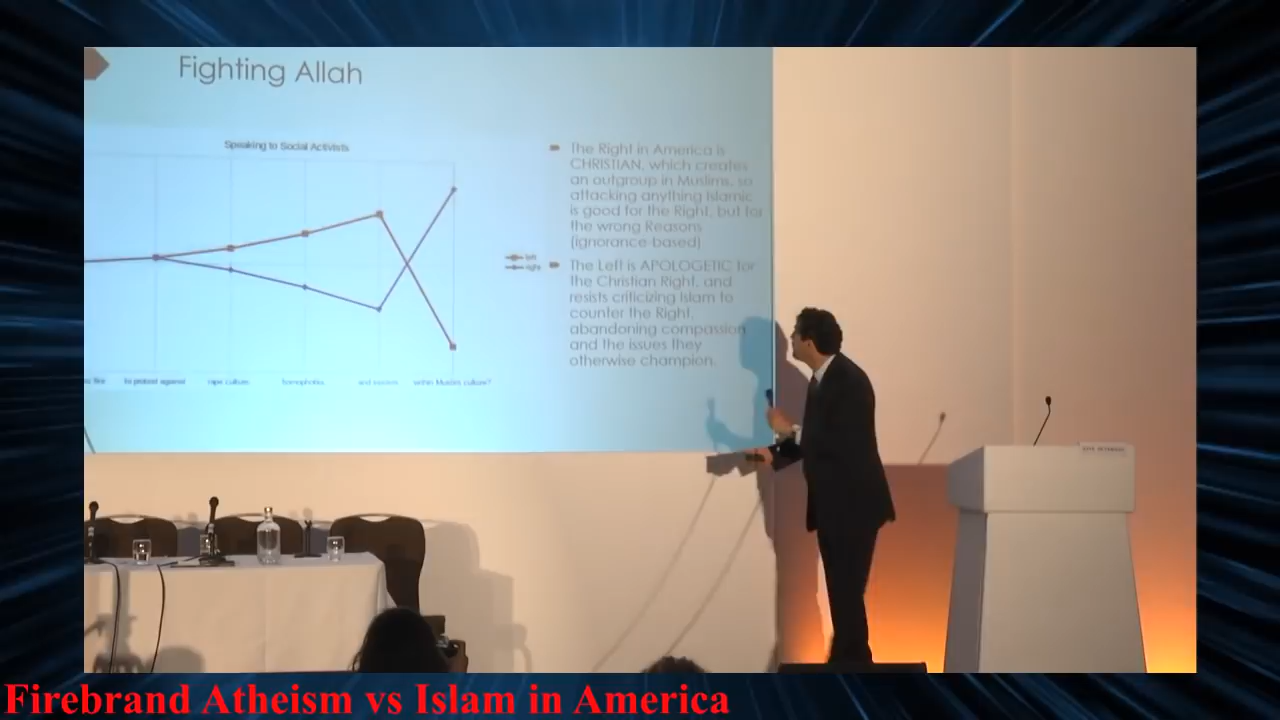 Fighting Allah
Speaking to Social Activists
The Right in America is
CHRISTIAN, which creates
an outgroup in Muslims, so
attacking anything Islamic
is good for the Right, but for
the wrong Reasons
(ignorance-based)
left
right
The Left is APOLOGETIC for
the Christian Right, and
resists criticizing Islam to
counter the Right,
abandoning compassion
and the issues they
otherwise champion.
to protest against
rape culture,
homophobia
and sexism
within Muslim culture?
Firebrand Atheism vs Islam in America